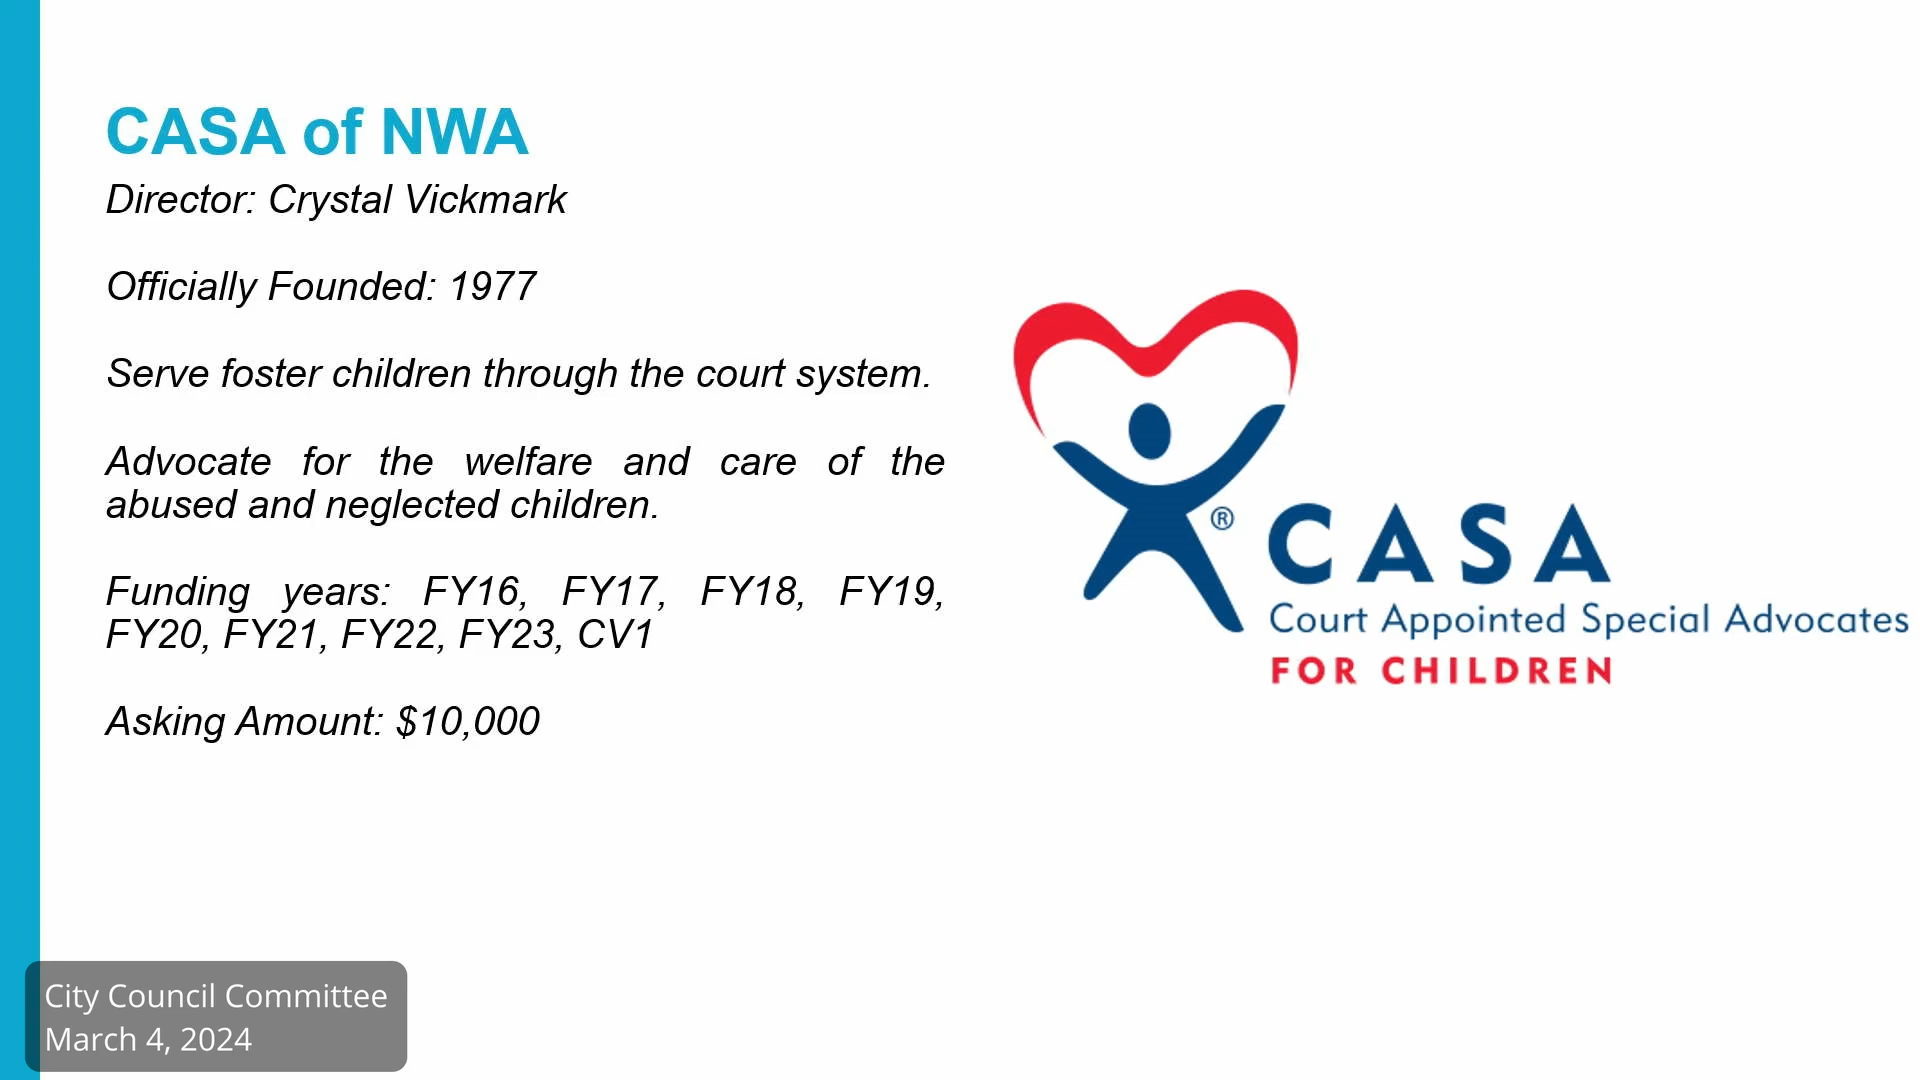 CASA of NWA
Director: Crystal Vickmark
Officially Founded: 1977
Serve foster children through the court system.
Advocate for the welfare and care of the
abused and neglected children.
Funding years: FY16, FY17, FY18, FY19,
FY20, FY21, FY22, FY23, CV1
Asking Amount: $10,000
® CASA
Court Appointed Special Advocates
FOR CHILDREN
City Council Committee
March 4, 2024